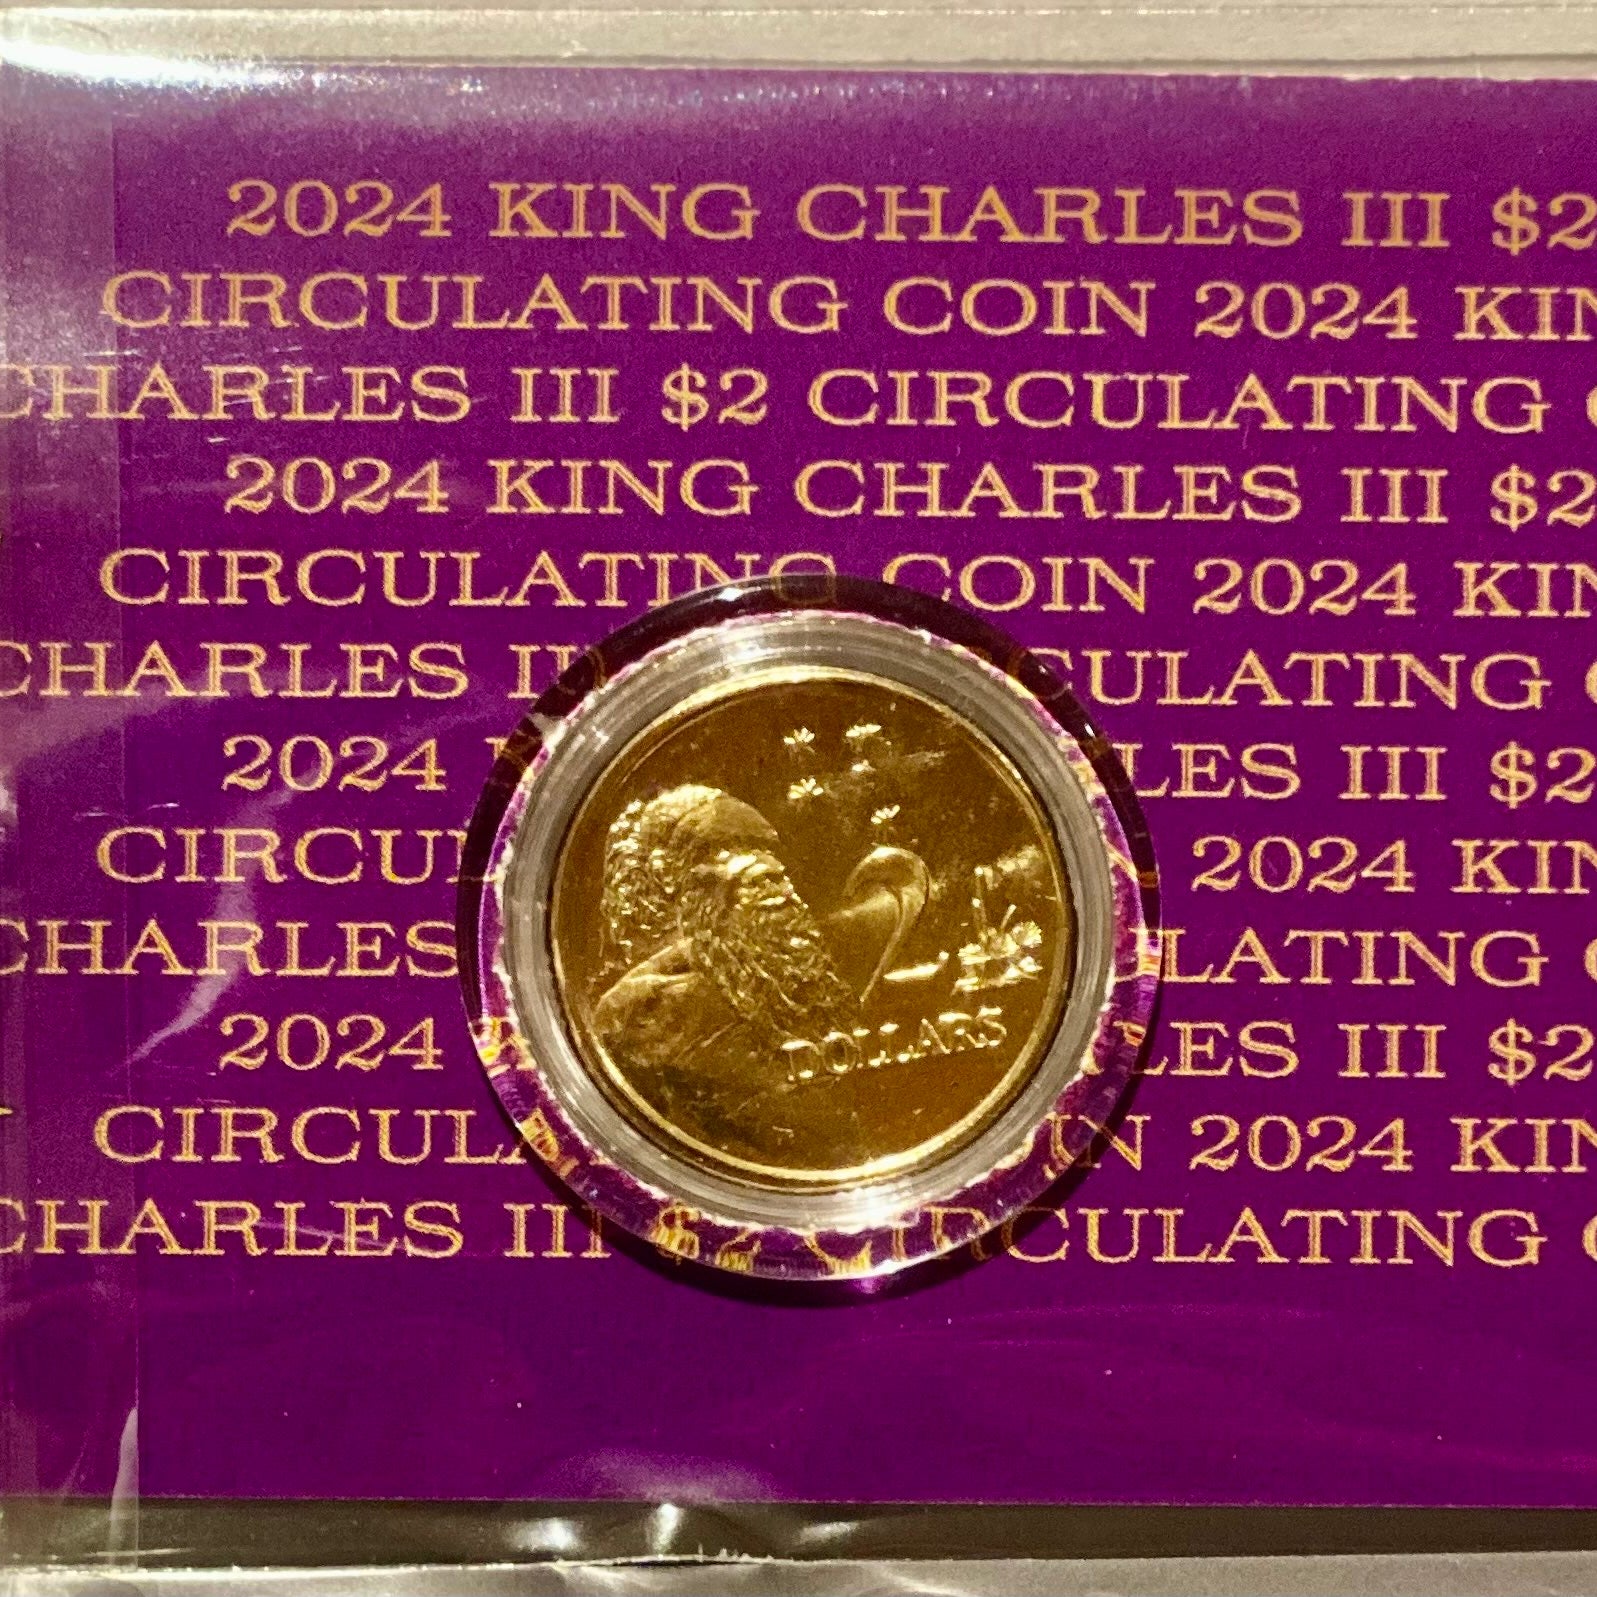 2024 KING CHARLES III $2
CIRCULATING COIN 2024 KIN
CHARLES III $2 CIRCULATING
2024 KING CHARLES III $2
CIRCULATING COIN 2024 KIN
CHARLES III CULATING
2024 LES III $2
CIRCU 2024 KIN
CHARLES LATING
2024 LES III $2
CIRCULA IN 2024 KIN
CHARLES III $2 CIRCULATING
2
DOLLARS